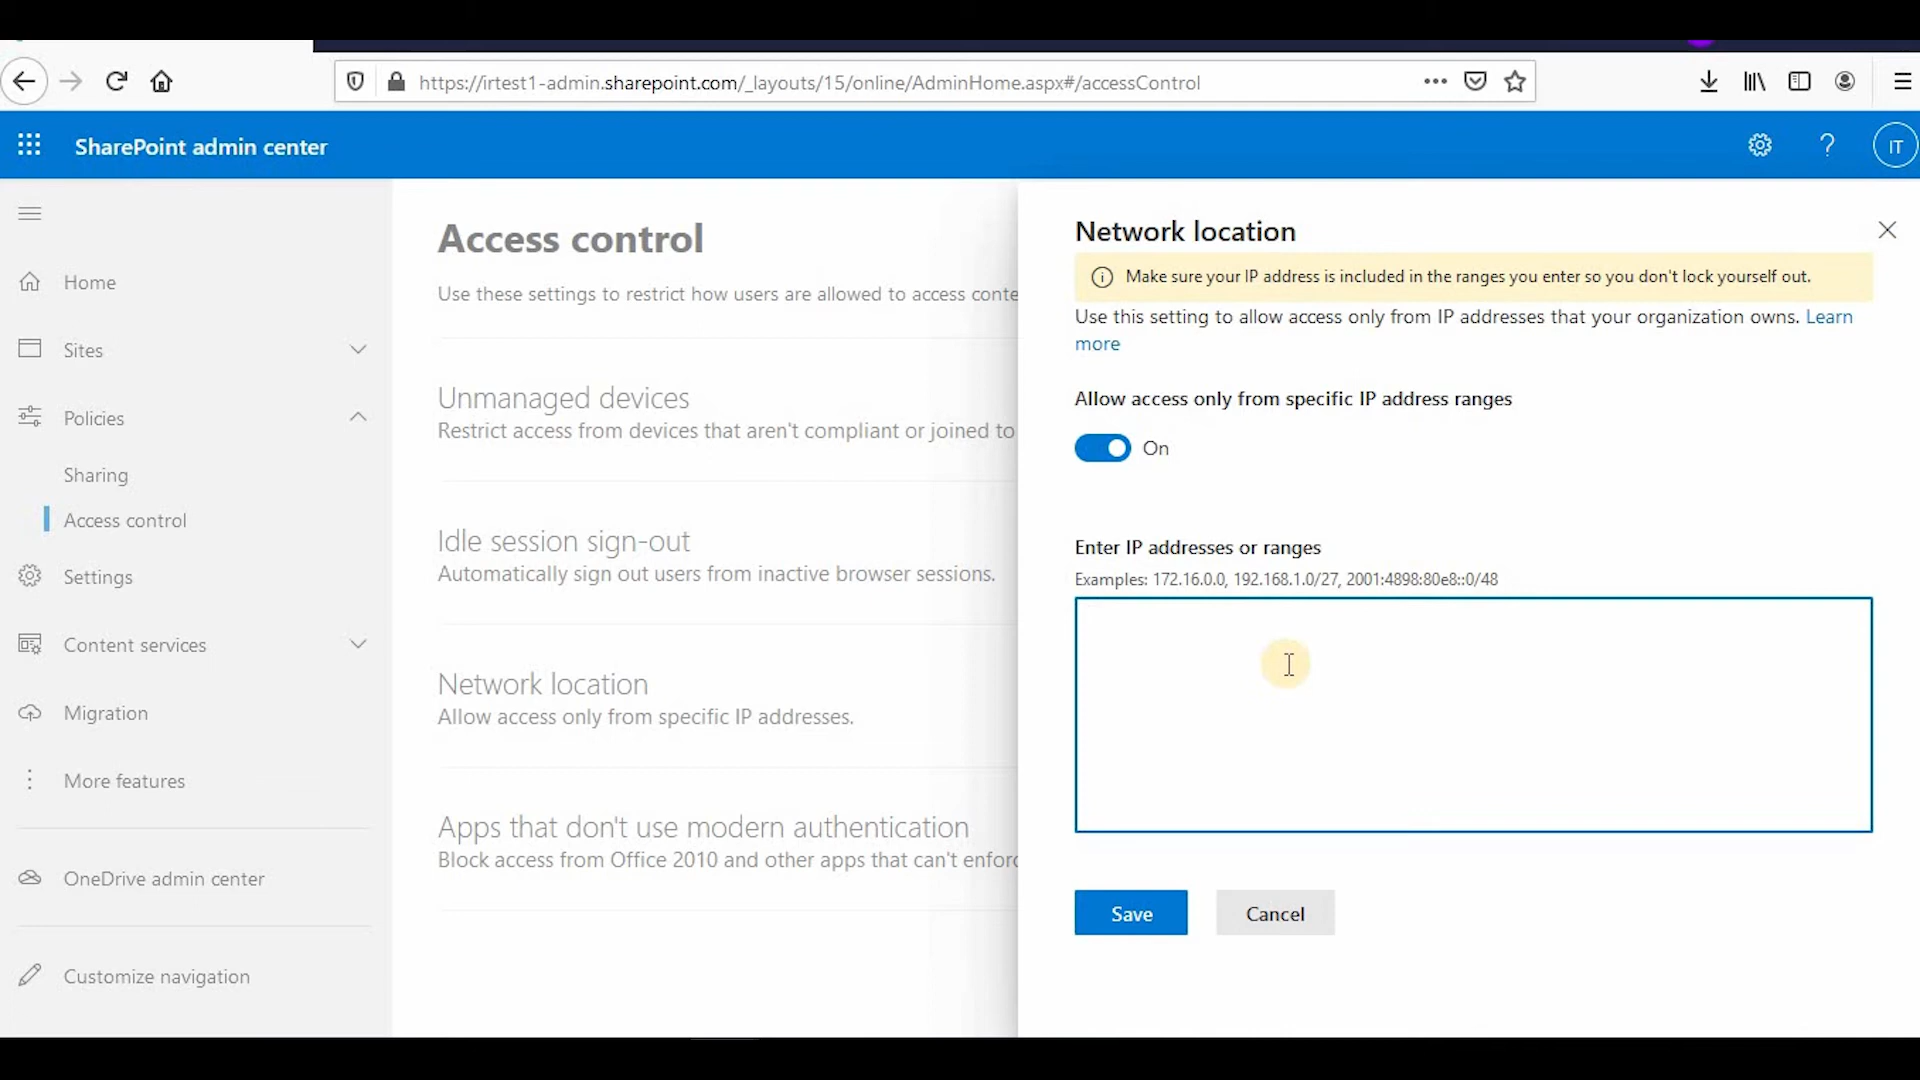 https://irtest1-admin.sharepoint.com/_layouts/15/online/AdminHome.aspx#/accessControl
SharePoint admin center
?
IT
Home
Sites
Policies
Sharing
Access control
Settings
Content services
Migration
More features
OneDrive admin center
Customize navigation
Access control
Use these settings to restrict how users are allowed to access conte
Unmanaged devices
Restrict access from devices that aren't compliant or joined to
Idle session sign-out
Automatically sign out users from inactive browser sessions.
Network location
Allow access only from specific IP addresses.
Apps that don't use modern authentication
Block access from Office 2010 and other apps that can't enforc
Network location
Make sure your IP address is included in the ranges you enter so you don't lock yourself out.
Use this setting to allow access only from IP addresses that your organization owns. Learn
more
Allow access only from specific IP address ranges
On
Enter IP addresses or ranges
Examples: 172.16.0.0, 192.168.1.0/27, 2001:4898:80e8::0/48
Save
Cancel